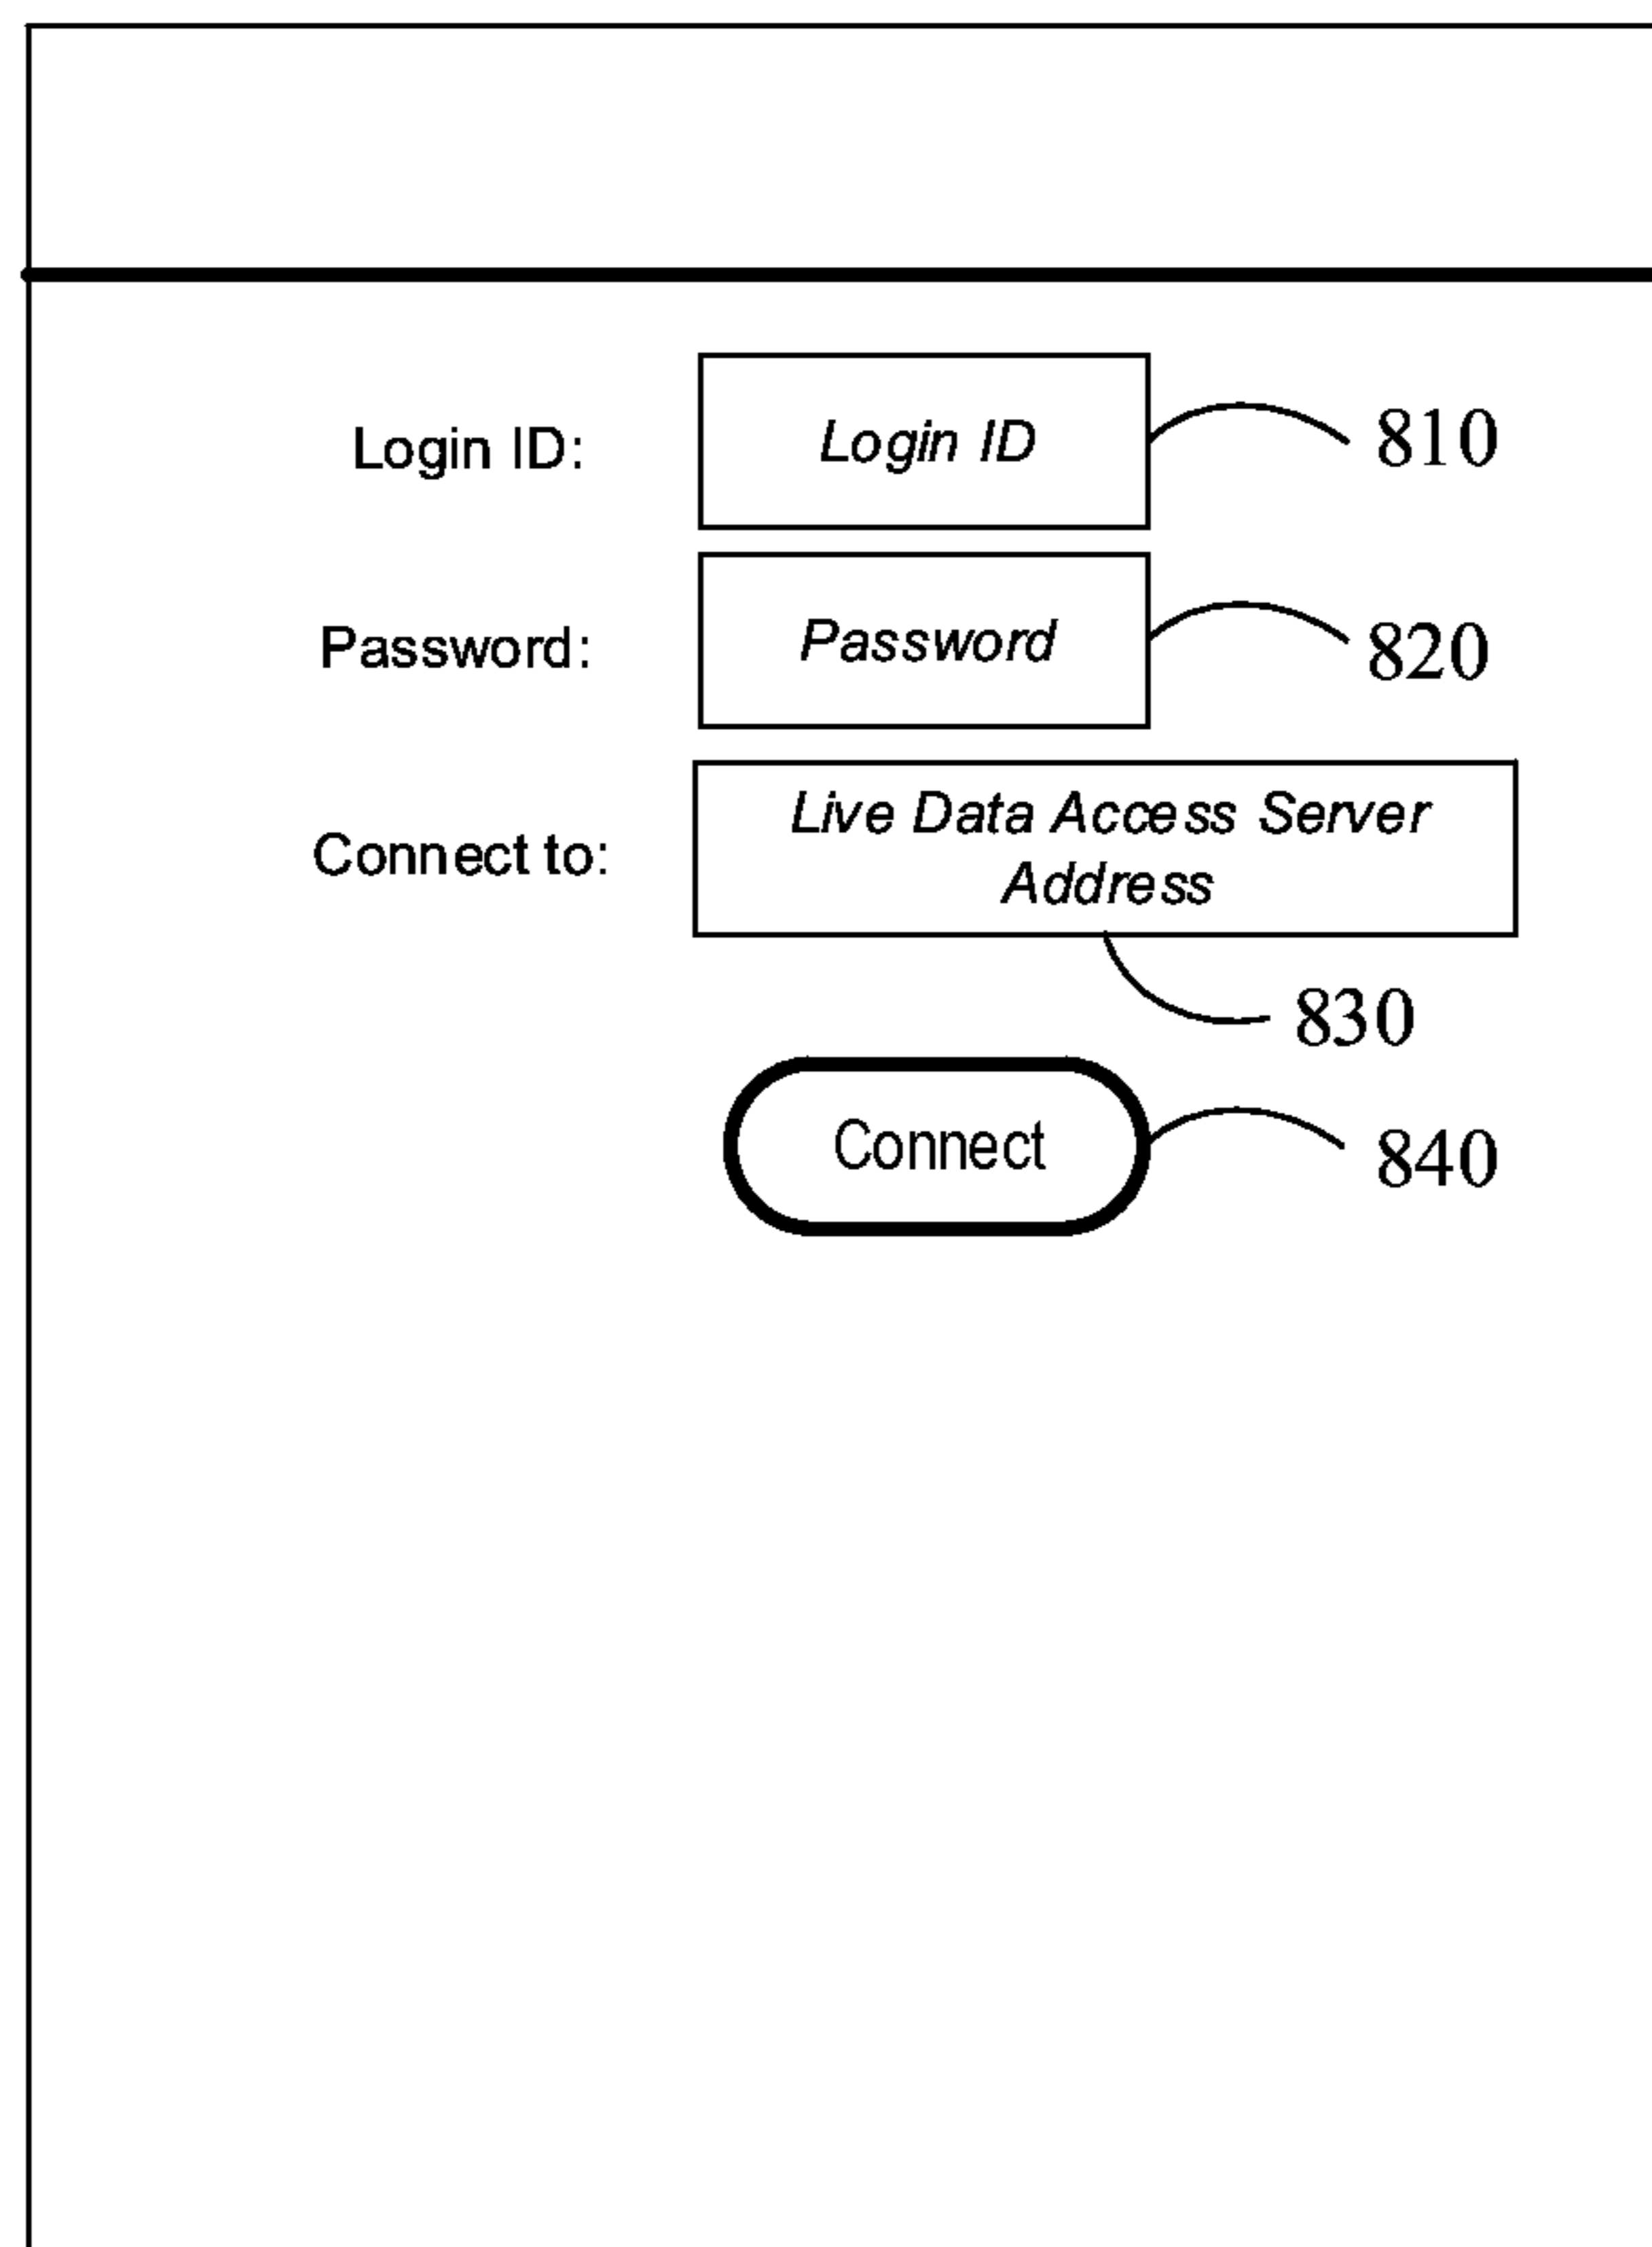 Login ID: Login ID 810
Password: Password 820
Connect to: Live Data Access Server
Address
830
Connect 840